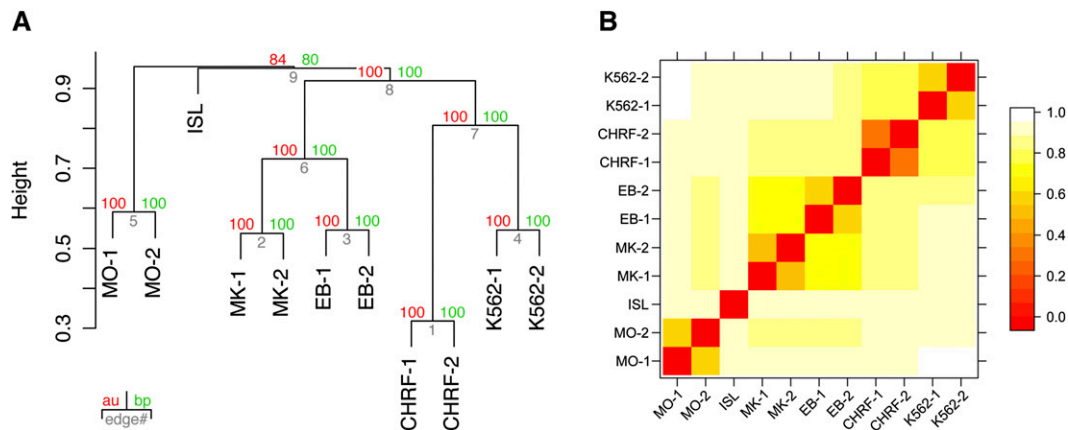 A
Height
0.9
0.7
0.5
0.3
84 80
9
100 100
8
100 100
7
100 100
6
100 100
5
100 100
2
100 100
3
100 100
4
100 100
1
MO-1
MO-2
ISL
MK-1
MK-2
EB-1
EB-2
CHRF-1
CHRF-2
K562-1
K562-2
au bp
edge#
B
K562-2
K562-1
CHRF-2
CHRF-1
EB-2
EB-1
MK-2
MK-1
ISL
MO-2
MO-1
MO-1
MO-2
ISL
MK-1
MK-2
EB-1
EB-2
CHRF-1
CHRF-2
K562-1
K562-2
1.0
0.8
0.6
0.4
0.2
0.0